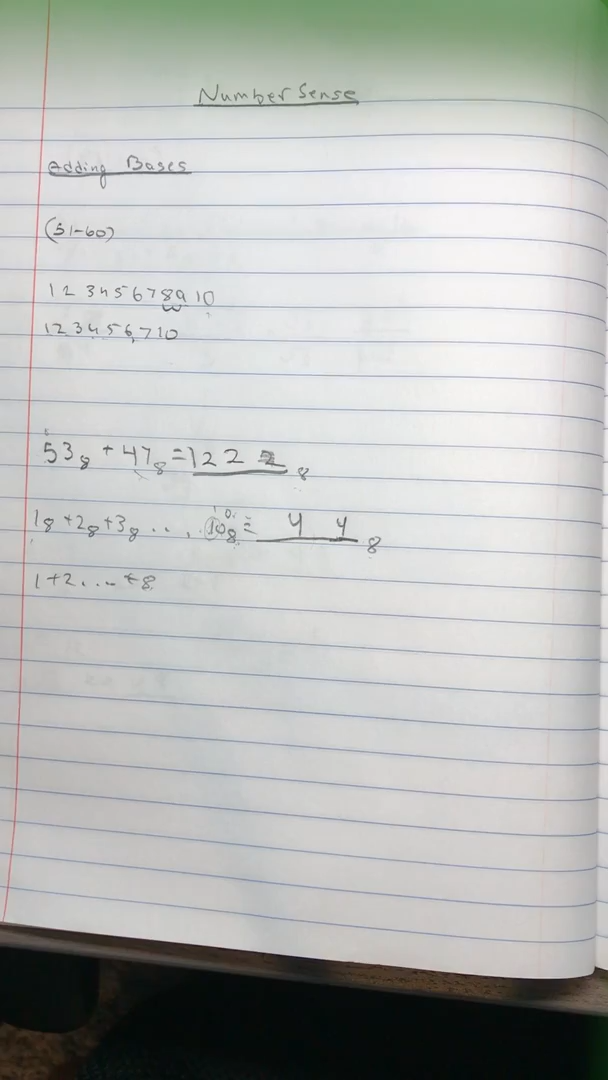 Number Sense
Adding Bases
(51-60)
1 2 3 4 5 6 7 8 9 10
1 2 3 4 5 6 7 10
53₈ + 47₈ = 122₈
1₈ + 2₈ + 3₈ ... 10₈ = 44₈
1 + 2 ... + 8